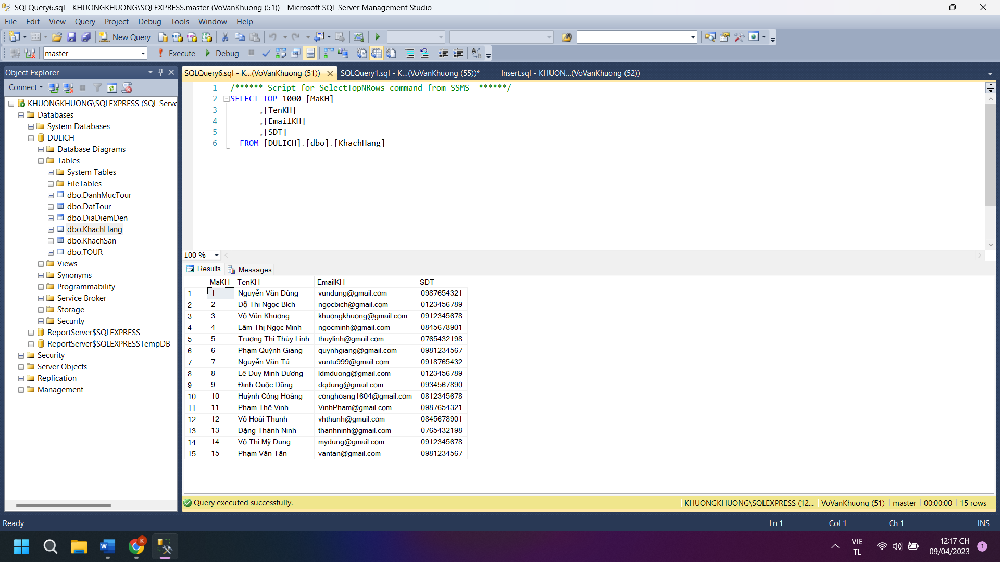 SQLQuery6.sql - KHUONGKHUONG\SQLEXPRESS.master (VoVanKhuong (51)) - Microsoft SQL Server Management Studio
File Edit View Query Project Debug Tools Window Help
New Query
master Execute Debug
Object Explorer
Connect
KHUONGKHUONG\SQLEXPRESS (SQL Serve
Databases
System Databases
DULICH
Database Diagrams
Tables
System Tables
FileTables
dbo.DanhMucTour
dbo.DatTour
dbo.DiaDiemDen
dbo.KhachHang
dbo.KhachSan
dbo.TOUR
Views
Synonyms
Programmability
Service Broker
Storage
Security
ReportServer$SQLEXPRESS
ReportServer$SQLEXPRESSTempDB
Security
Server Objects
Replication
Management
SQLQuery6.sql - K...(VoVanKhuong (51)) SQLQuery1.sql - K...(VoVanKhuong (55))* Insert.sql - KHUON...(VoVanKhuong (52))
1 /****** Script for SelectTopNRows command from SSMS ******/
2 SELECT TOP 1000 [MaKH]
3 ,[TenKH]
4 ,[EmailKH]
5 ,[SDT]
6 FROM [DULICH].[dbo].[KhachHang]
100 %
Results Messages
MaKH TenKH EmailKH SDT
1 1 Nguyễn Văn Dùng vandung@gmail.com 0987654321
2 2 Đỗ Thị Ngọc Bích ngocbich@gmail.com 0123456789
3 3 Võ Văn Khương khuongkhuong@gmail.com 0912345678
4 4 Lâm Thị Ngọc Minh ngocminh@gmail.com 0845678901
5 5 Trương Thị Thùy Linh thuylinh@gmail.com 0765432198
6 6 Phạm Quỳnh Giang quynhgiang@gmail.com 0981234567
7 7 Nguyễn Văn Tú vantu999@gmail.com 0918765432
8 8 Lê Duy Minh Dương ldmduong@gmail.com 0123456789
9 9 Đinh Quốc Dũng dqdung@gmail.com 0934567890
10 10 Huỳnh Công Hoàng conghoang1604@gmail.com 0812345678
11 11 Phạm Thế Vinh VinhPham@gmail.com 0987654321
12 12 Võ Hoài Thanh vhthanh@gmail.com 0845678901
13 13 Đặng Thành Ninh thanhninh@gmail.com 0765432198
14 14 Võ Thị Mỹ Dung mydung@gmail.com 0912345678
15 15 Phạm Văn Tân vantan@gmail.com 0981234567
Query executed successfully. KHUONGKHUONG\SQLEXPRESS (12... VoVanKhuong (51) master 00:00:00 15 rows
Ready Ln 1 Col 1 Ch 1 INS
K
VIE
TL
12:17 CH
09/04/2023
1